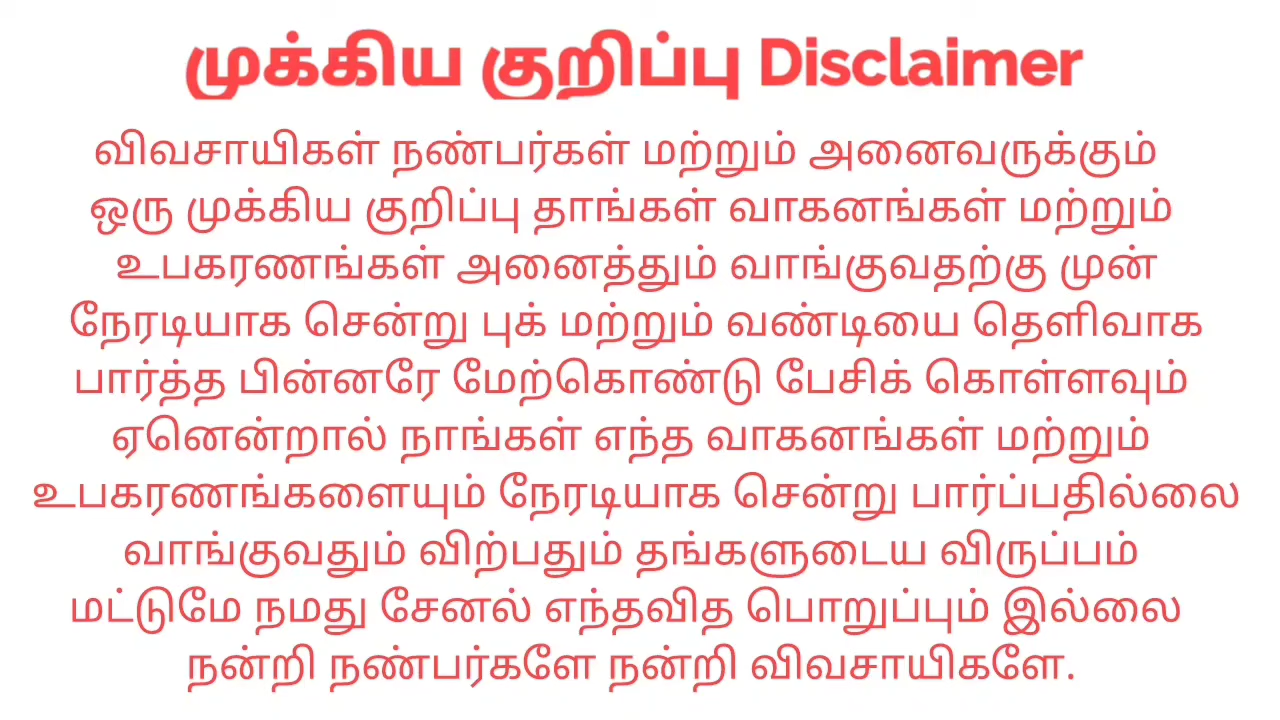 முக்கிய குறிப்பு Disclaimer
விவசாயிகள் நண்பர்கள் மற்றும் அனைவருக்கும்
ஒரு முக்கிய குறிப்பு தாங்கள் வாகனங்கள் மற்றும்
உபகரணங்கள் அனைத்தும் வாங்குவதற்கு முன்
நேரடியாக சென்று புக் மற்றும் வண்டியை தெளிவாக
பார்த்த பின்னரே மேற்கொண்டு பேசிக் கொள்ளவும்
ஏனென்றால் நாங்கள் எந்த வாகனங்கள் மற்றும்
உபகரணங்களையும் நேரடியாக சென்று பார்ப்பதில்லை
வாங்குவதும் விற்பதும் தங்களுடைய விருப்பம்
மட்டுமே நமது சேனல் எந்தவித பொறுப்பும் இல்லை
நன்றி நண்பர்களே நன்றி விவசாயிகளே.